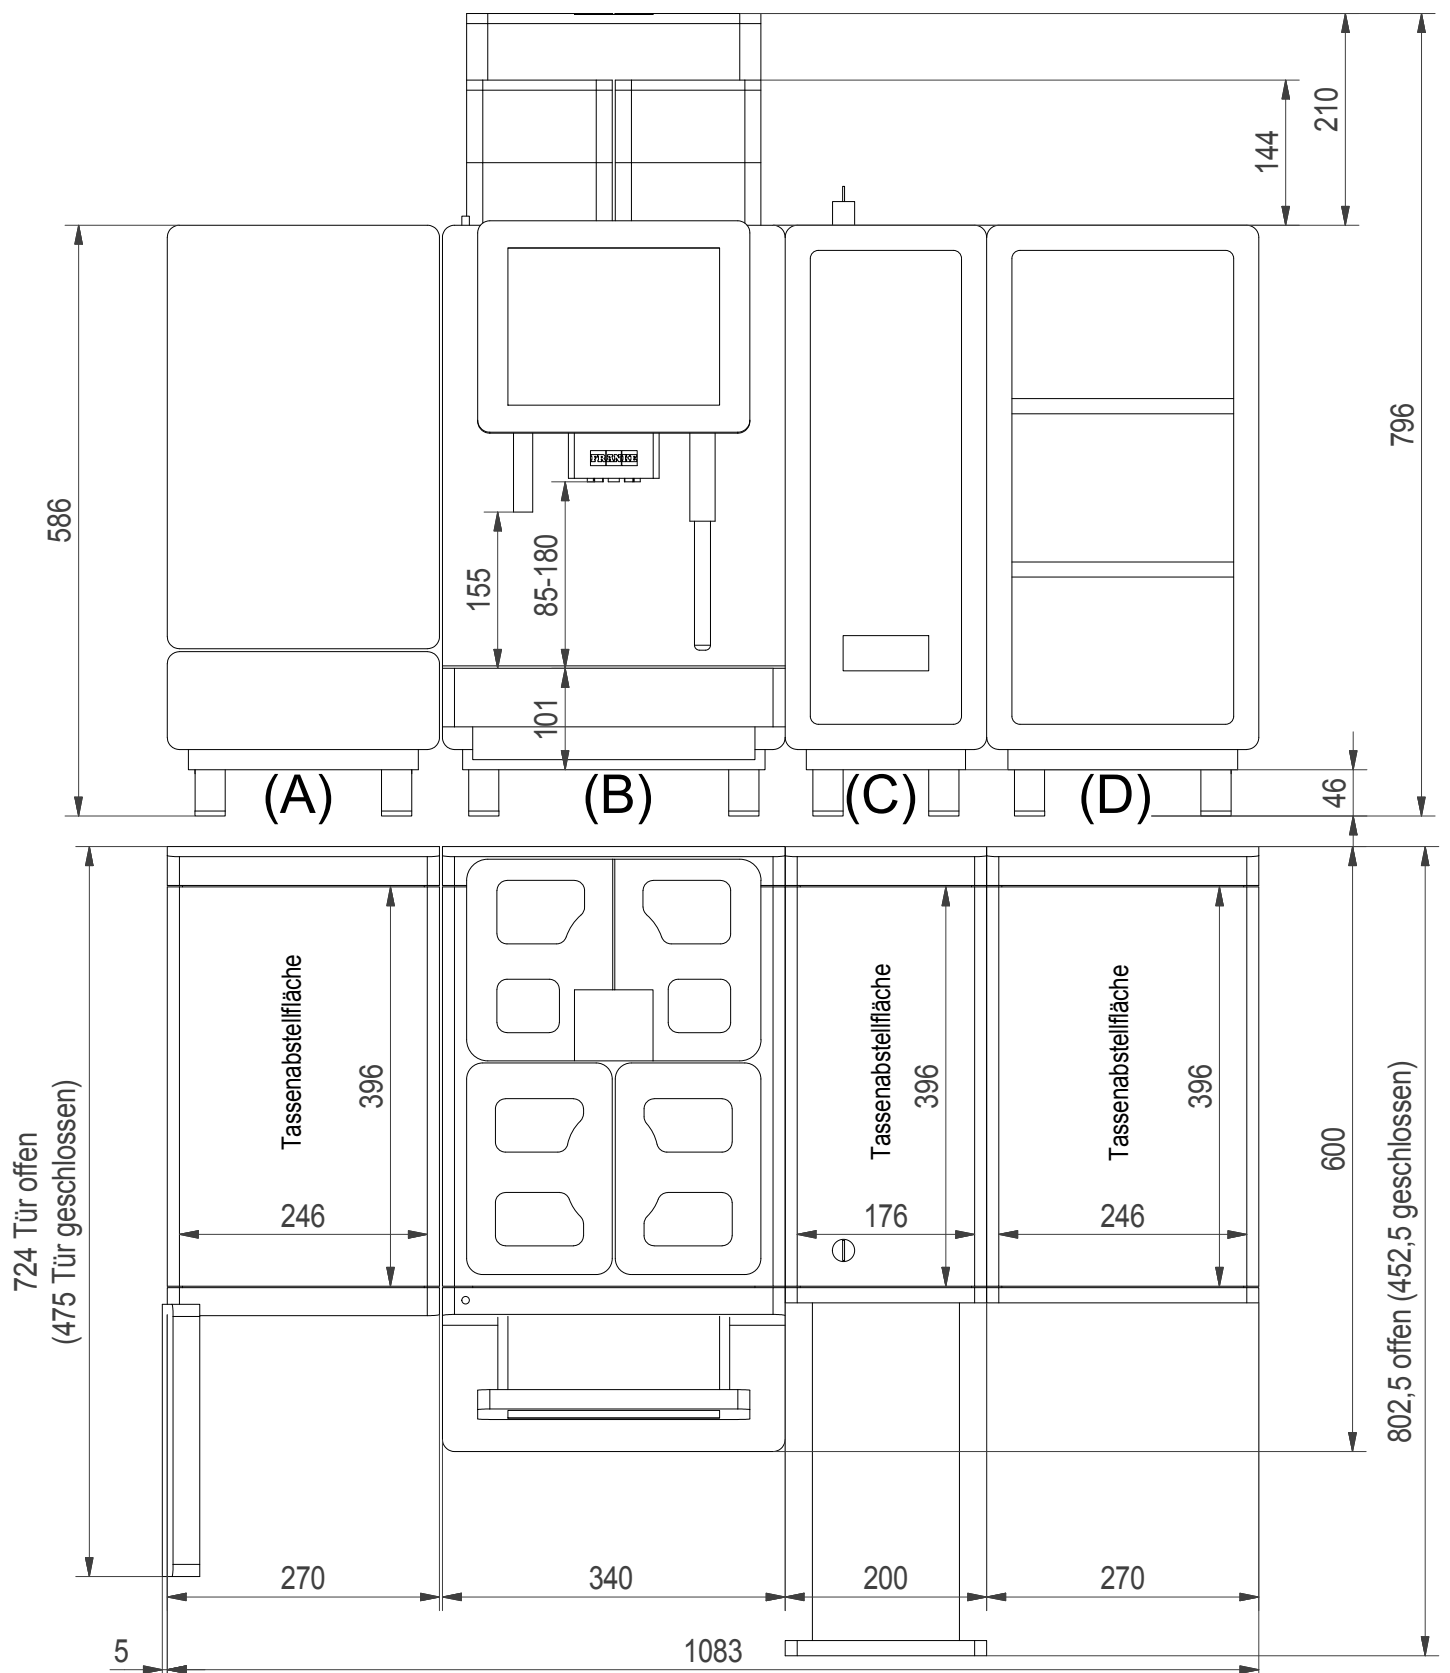 210
144
796
586
FRANKE
155
85-180
101
46
(A)
(B)
(C)
(D)
Tassenabstellfläche
396
246
Tassenabstellfläche
396
176
Tassenabstellfläche
396
246
600
724 Tür offen
(475 Tür geschlossen)
802,5 offen (452,5 geschlossen)
270
340
200
270
5
1083